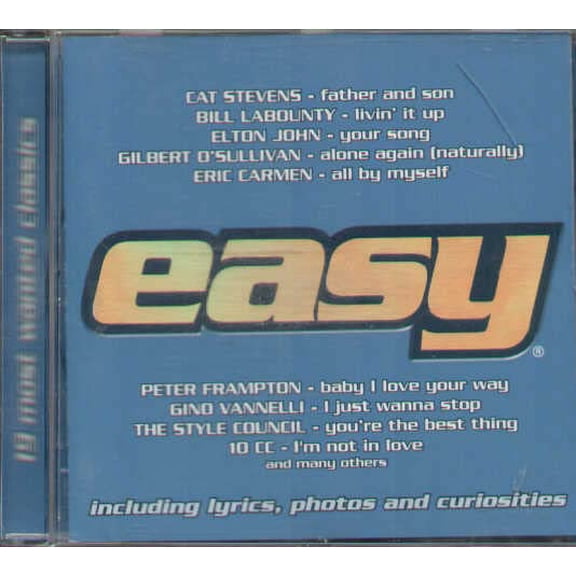 19 most wanted classics
CAT STEVENS - father and son
BILL LABOUNTY - livin' it up
ELTON JOHN - your song
GILBERT O'SULLIVAN - alone again (naturally)
ERIC CARMEN - all by myself
easy®
PETER FRAMPTON - baby I love your way
GINO VANNELLI - I just wanna stop
THE STYLE COUNCIL - you're the best thing
10 CC - I'm not in love
and many others
including lyrics, photos and curiosities